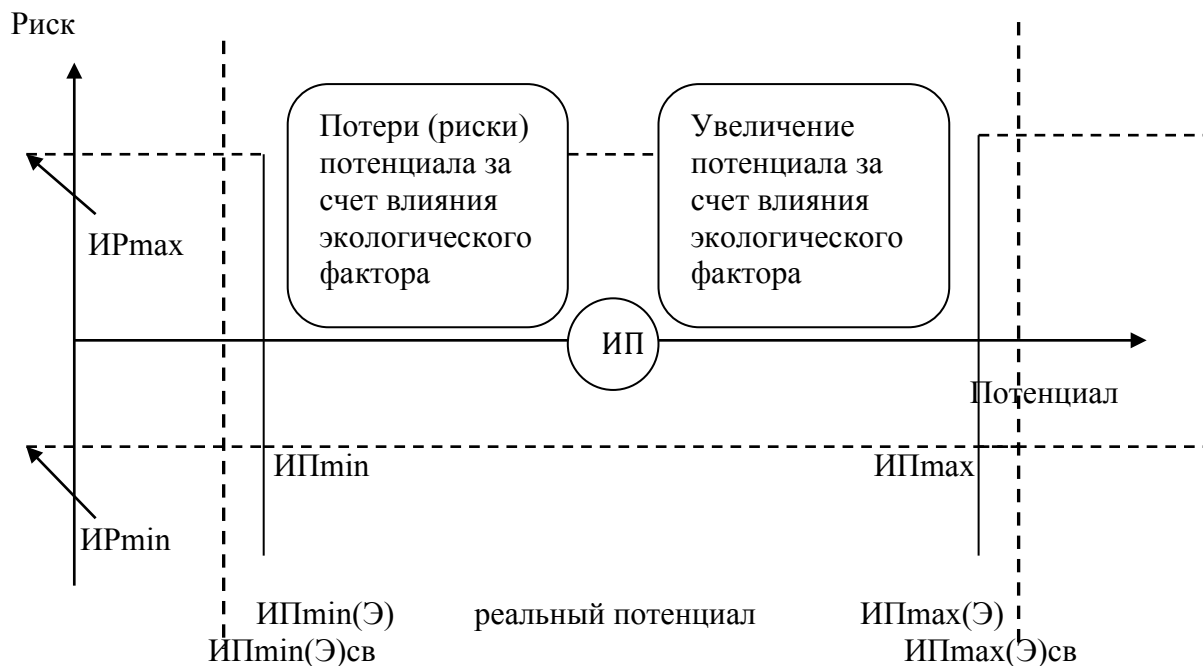 Риск
Потери (риски)
потенциала за
счет влияния
экологического
фактора
Увеличение
потенциала за
счет влияния
экологического
фактора
ИРmax
ИП
Потенциал
ИПmin
ИПmax
ИРmin
ИПmin(Э)
реальный потенциал
ИПmax(Э)
ИПmin(Э)св
ИПmax(Э)св